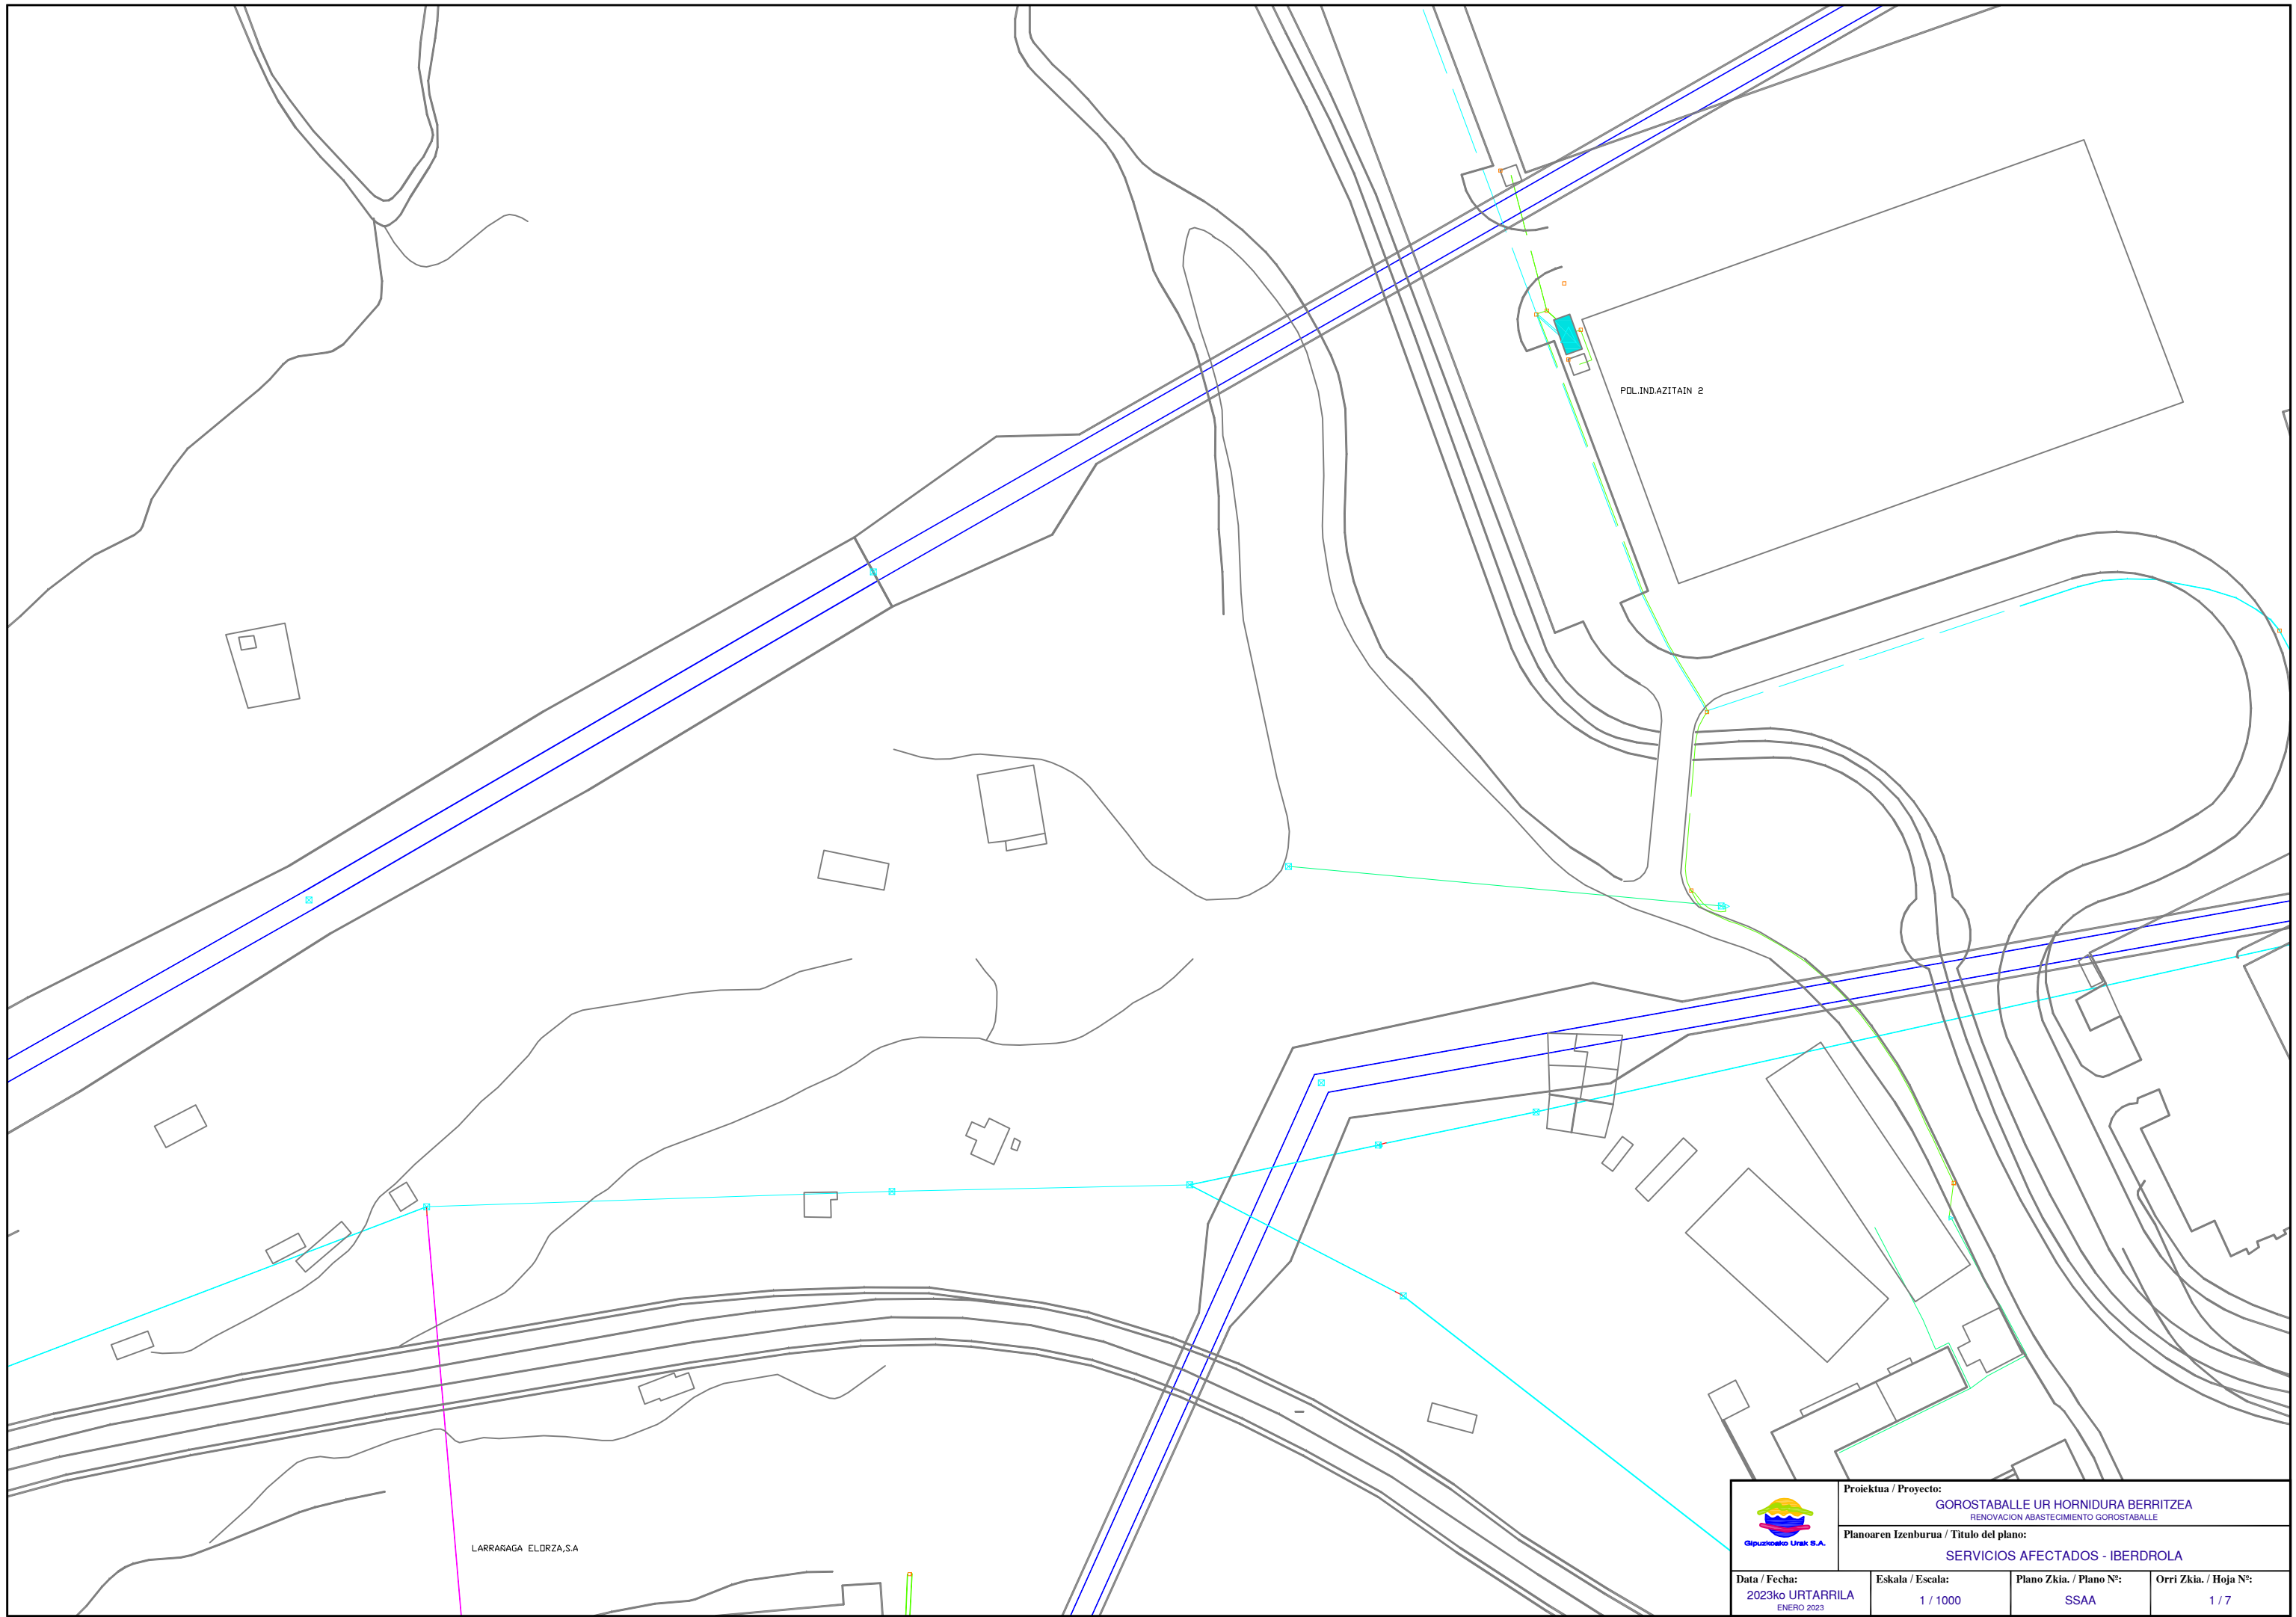 POL.IND.AZITAIN 2
LARRAÑAGA ELORZA,S.A
Gipuzkoako Urak S.A.
Proiektua / Proyecto:
GOROSTABALLE UR HORNIDURA BERRITZEA
RENOVACION ABASTECIMIENTO GOROSTABALLE
Planoaren Izenburua / Titulo del plano:
SERVICIOS AFECTADOS - IBERDROLA
Data / Fecha:
2023ko URTARRILA
ENERO 2023
Eskala / Escala:
1 / 1000
Plano Zkia. / Plano Nº:
SSAA
Orri Zkia. / Hoja Nº:
1 / 7